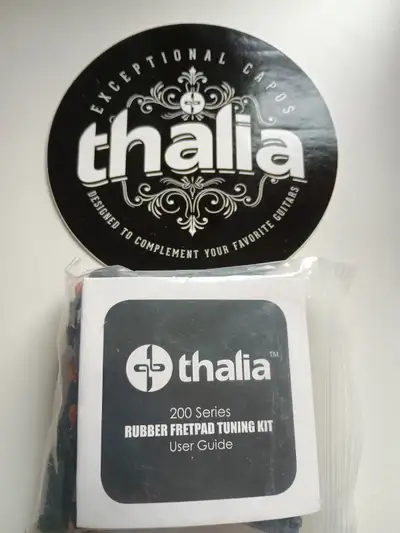 EXCEPTIONAL CAPOS
thalia
DESIGNED TO COMPLEMENT YOUR FAVORITE GUITARS
thalia™
200 Series
RUBBER FRETPAD TUNING KIT
User Guide